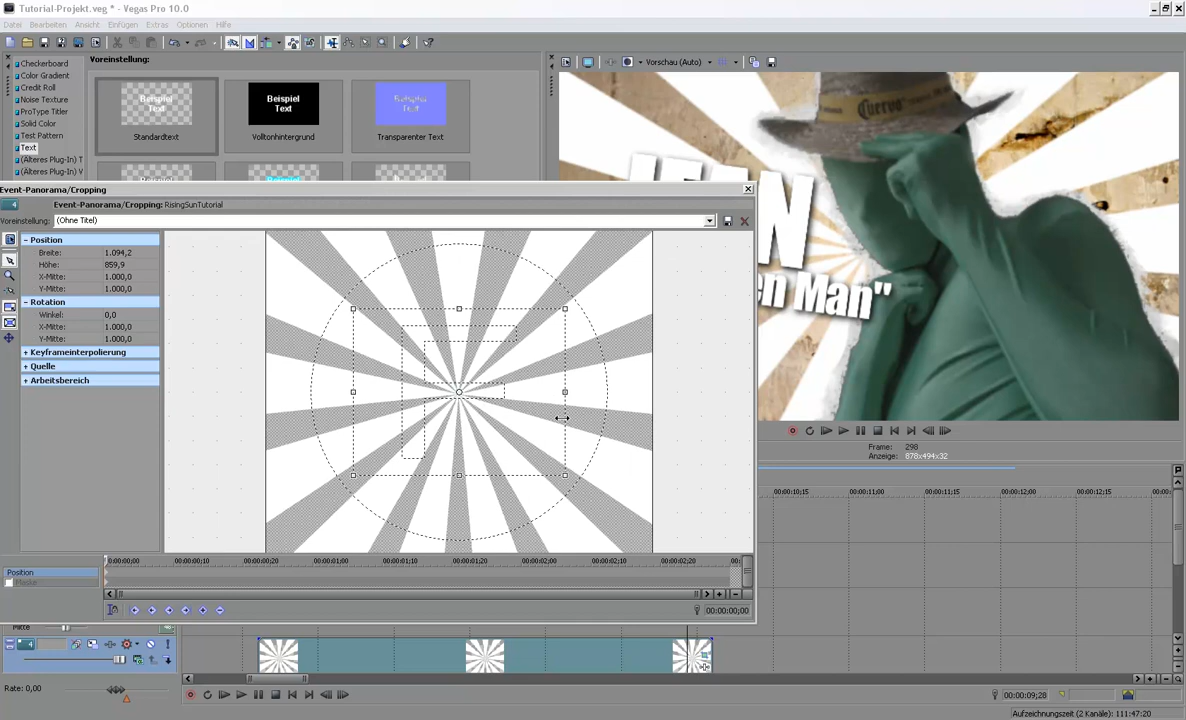 Tutorial-Projekt.veg * - Vegas Pro 10.0
Datei Bearbeiten Ansicht Einfügen Extras Optionen Hilfe
Checkerboard
Color Gradient
Credit Roll
Noise Texture
ProType Titler
Solid Color
Test Pattern
Text
(Älteres Plug-In) T
(Älteres Plug-In) V
Voreinstellung:
Beispiel
Text
Beispiel
Text
Beispiel
Text
Standardtext Volltonhintergrund Transparenter Text
Vorschau (Auto)
Cuervo
en Man"
Event-Panorama/Cropping
4 Event-Panorama/Cropping: RisingSunTutorial
Voreinstellung: (Ohne Titel)
Position
Breite: 1.094,2
Höhe: 859,9
X-Mitte: 1.000,0
Y-Mitte: 1.000,0
Rotation
Winkel: 0,0
X-Mitte: 1.000,0
Y-Mitte: 1.000,0
Keyframeinterpolierung
Quelle
Arbeitsbereich
Position
Maske
00:00:00;00 00:00:00;10 00:00:00;20 00:00:01;00 00:00:01;10 00:00:01;20 00:00:02;00 00:00:02;10 00:00:02;20
00:00:00;00
Frame: 298
Anzeige: 878x494x32
00:00:10;15 00:00:11;00 00:00:11;15 00:00:12;00 00:00:12;15
Mitte
4
Rate: 0,00
00:00:09;28
Aufzeichnungszeit (2 Kanäle): 111:47:20